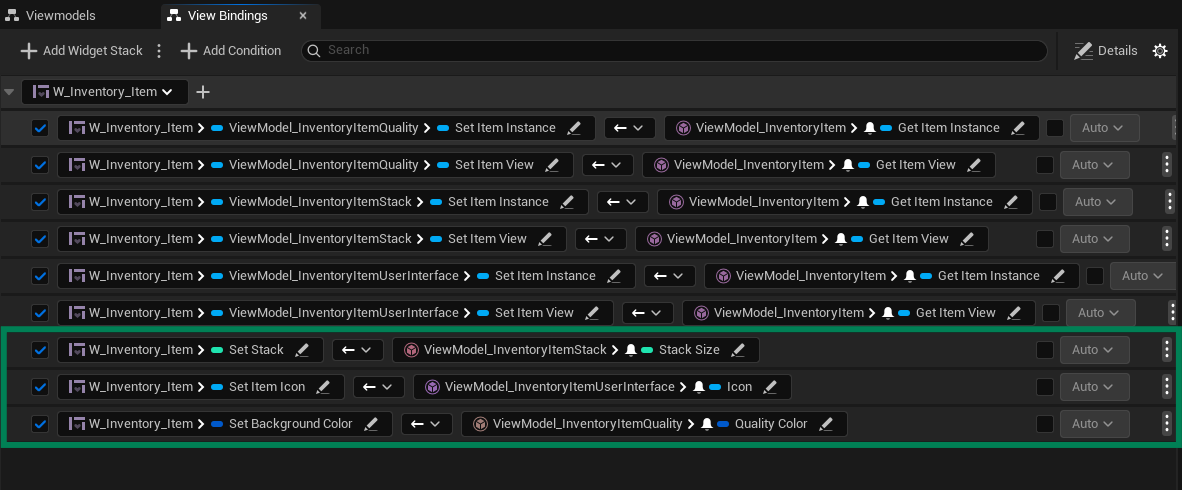 Viewmodels View Bindings
Add Widget Stack Add Condition Search Details
W_Inventory_Item
W_Inventory_Item ViewModel_InventoryItemQuality Set Item Instance ViewModel_InventoryItem Get Item Instance Auto
W_Inventory_Item ViewModel_InventoryItemQuality Set Item View ViewModel_InventoryItem Get Item View Auto
W_Inventory_Item ViewModel_InventoryItemStack Set Item Instance ViewModel_InventoryItem Get Item Instance Auto
W_Inventory_Item ViewModel_InventoryItemStack Set Item View ViewModel_InventoryItem Get Item View Auto
W_Inventory_Item ViewModel_InventoryItemUserInterface Set Item Instance ViewModel_InventoryItem Get Item Instance Auto
W_Inventory_Item ViewModel_InventoryItemUserInterface Set Item View ViewModel_InventoryItem Get Item View Auto
W_Inventory_Item Set Stack ViewModel_InventoryItemStack Stack Size Auto
W_Inventory_Item Set Item Icon ViewModel_InventoryItemUserInterface Icon Auto
W_Inventory_Item Set Background Color ViewModel_InventoryItemQuality Quality Color Auto